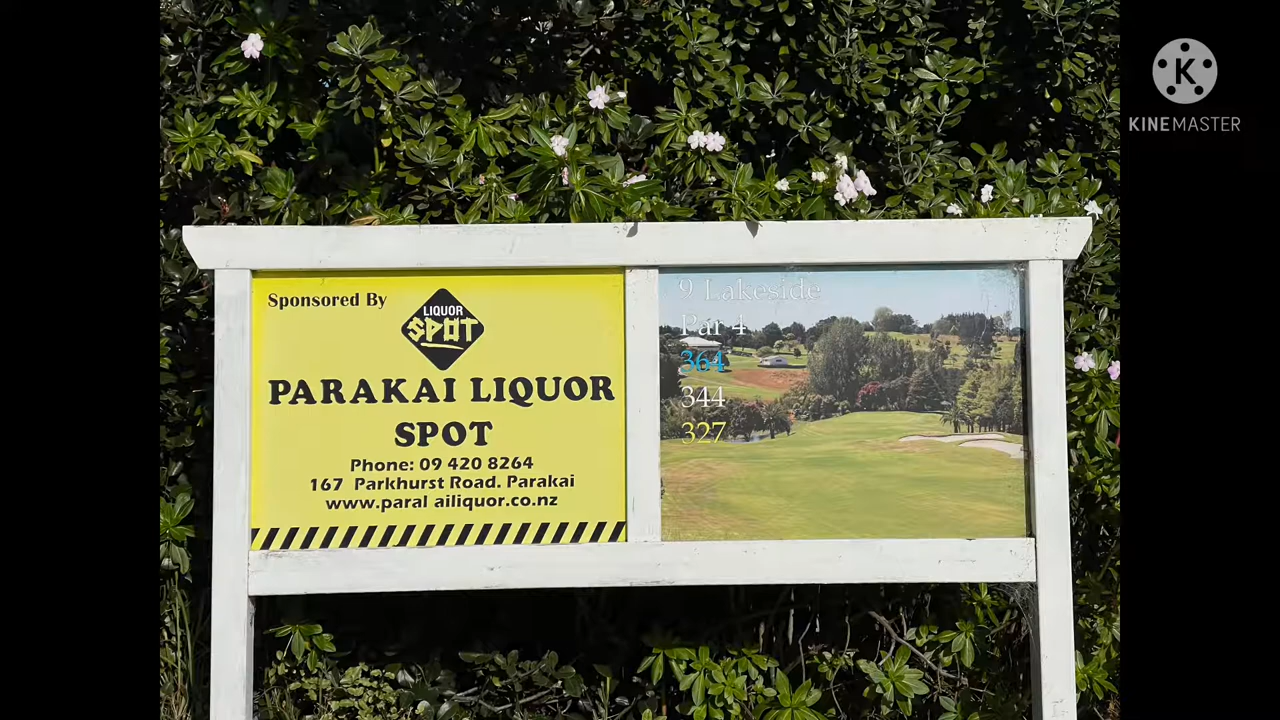 Sponsored By
LIQUOR
SPOT
PARAKAI LIQUOR
SPOT
Phone: 09 420 8264
167 Parkhurst Road. Parakai
www.paral ailiquor.co.nz
9 Lakeside
Par 4
364
344
327
K
KINEMASTER